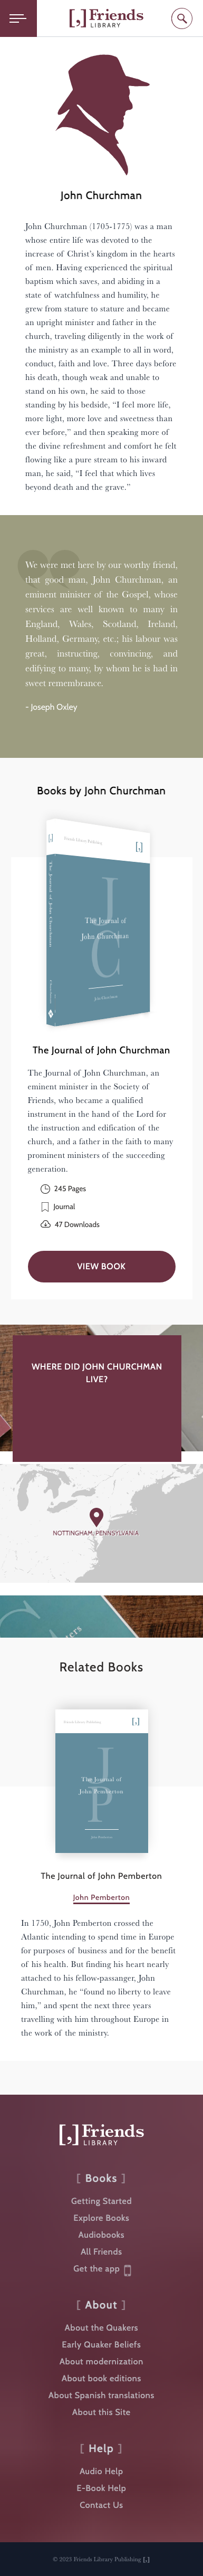 [,] Friends
LIBRARY
John Churchman
John Churchman (1705-1775) was a man
whose entire life was devoted to the
increase of Christ's kingdom in the hearts
of men. Having experienced the spiritual
baptism which saves, and abiding in a
state of watchfulness and humility, he
grew from stature to stature and became
an upright minister and father in the
church, traveling diligently in the work of
the ministry as an example to all in word,
conduct, faith and love. Three days before
his death, though weak and unable to
stand on his own, he said to those
standing by his bedside, “I feel more life,
more light, more love and sweetness than
ever before,” and then speaking more of
the divine refreshment and comfort he felt
flowing like a pure stream to his inward
man, he said, “I feel that which lives
beyond death and the grave.”
We were met here by our worthy friend,
that good man, John Churchman, an
eminent minister of the Gospel, whose
services are well known to many in
England, Wales, Scotland, Ireland,
Holland, Germany, etc.; his labour was
great, instructing, convincing, and
edifying to many, by whom he is had in
sweet remembrance.
- Joseph Oxley
Books by John Churchman
Friends Library Publishing
[,]
The Journal of John Churchman
JC
The Journal of
John Churchman
John Churchman
The Journal of John Churchman
The Journal of John Churchman, an
eminent minister in the Society of
Friends, who became a qualified
instrument in the hand of the Lord for
the instruction and edification of the
church, and a father in the faith to many
prominent ministers of the succeeding
generation.
245 Pages
Journal
47 Downloads
VIEW BOOK
WHERE DID JOHN CHURCHMAN
LIVE?
NOTTINGHAM, PENNSYLVANIA
Related Books
Friends Library Publishing
[,]
JP
The Journal of
John Pemberton
John Pemberton
The Journal of John Pemberton
John Pemberton
In 1750, John Pemberton crossed the
Atlantic intending to spend time in Europe
for purposes of business and for the benefit
of his health. But finding his heart nearly
attached to his fellow-passenger, John
Churchman, he “found no liberty to leave
him,” and spent the next three years
travelling with him throughout Europe in
the work of the ministry.
[,] Friends
LIBRARY
[ Books ]
Getting Started
Explore Books
Audiobooks
All Friends
Get the app
[ About ]
About the Quakers
Early Quaker Beliefs
About modernization
About book editions
About Spanish translations
About this Site
[ Help ]
Audio Help
E-Book Help
Contact Us
© 2023 Friends Library Publishing [,]